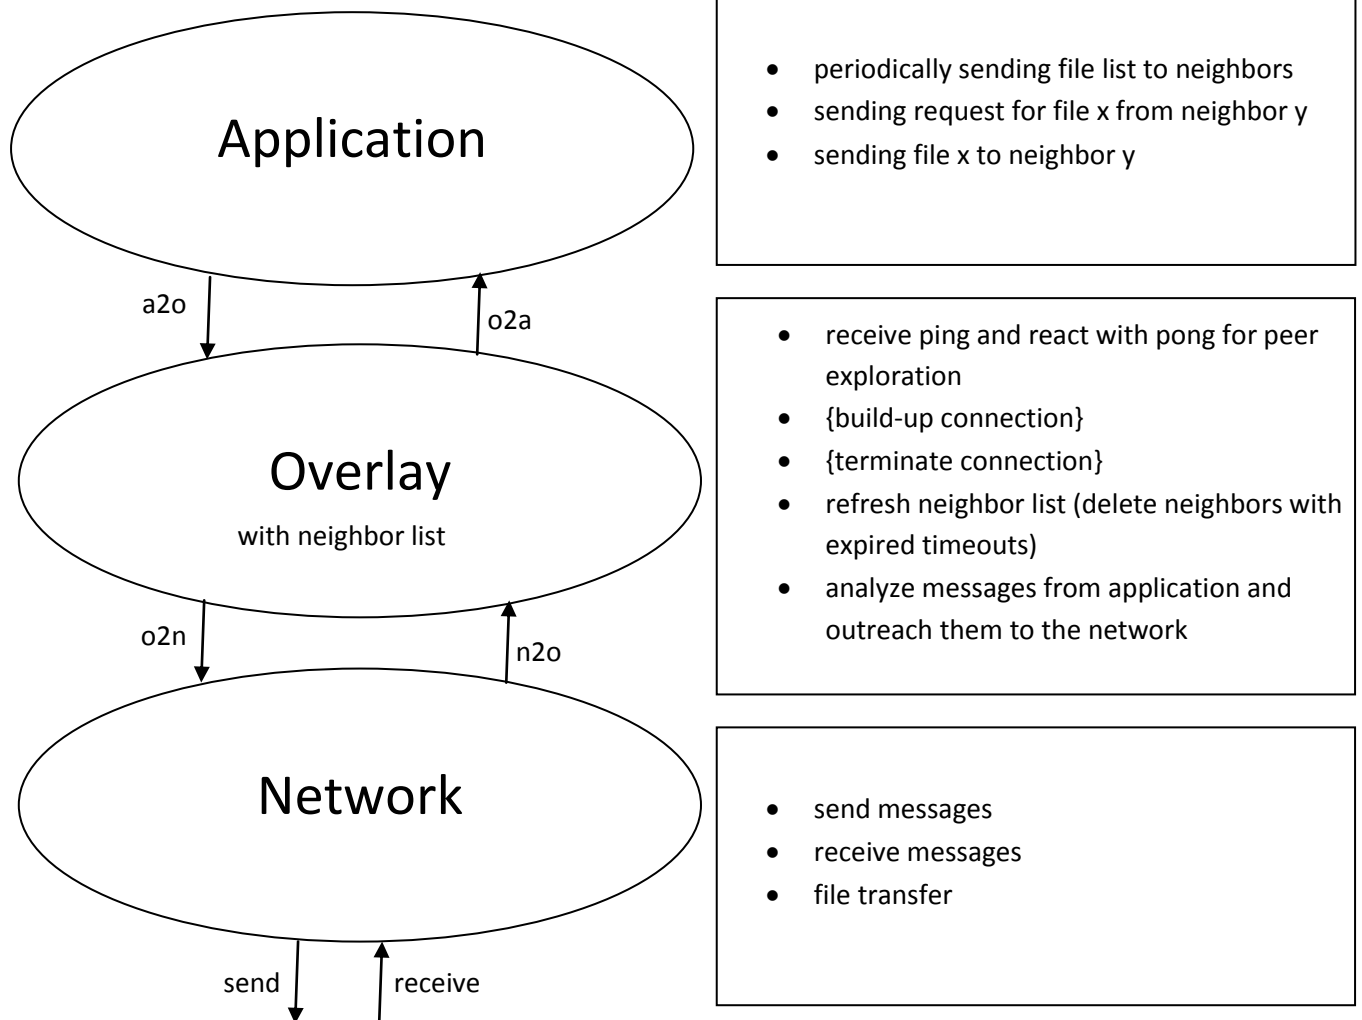 Application
• periodically sending file list to neighbors
• sending request for file x from neighbor y
• sending file x to neighbor y
a2o
o2a
Overlay
with neighbor list
• receive ping and react with pong for peer
exploration
• {build-up connection}
• {terminate connection}
• refresh neighbor list (delete neighbors with
expired timeouts)
• analyze messages from application and
outreach them to the network
o2n
n2o
Network
• send messages
• receive messages
• file transfer
send
receive